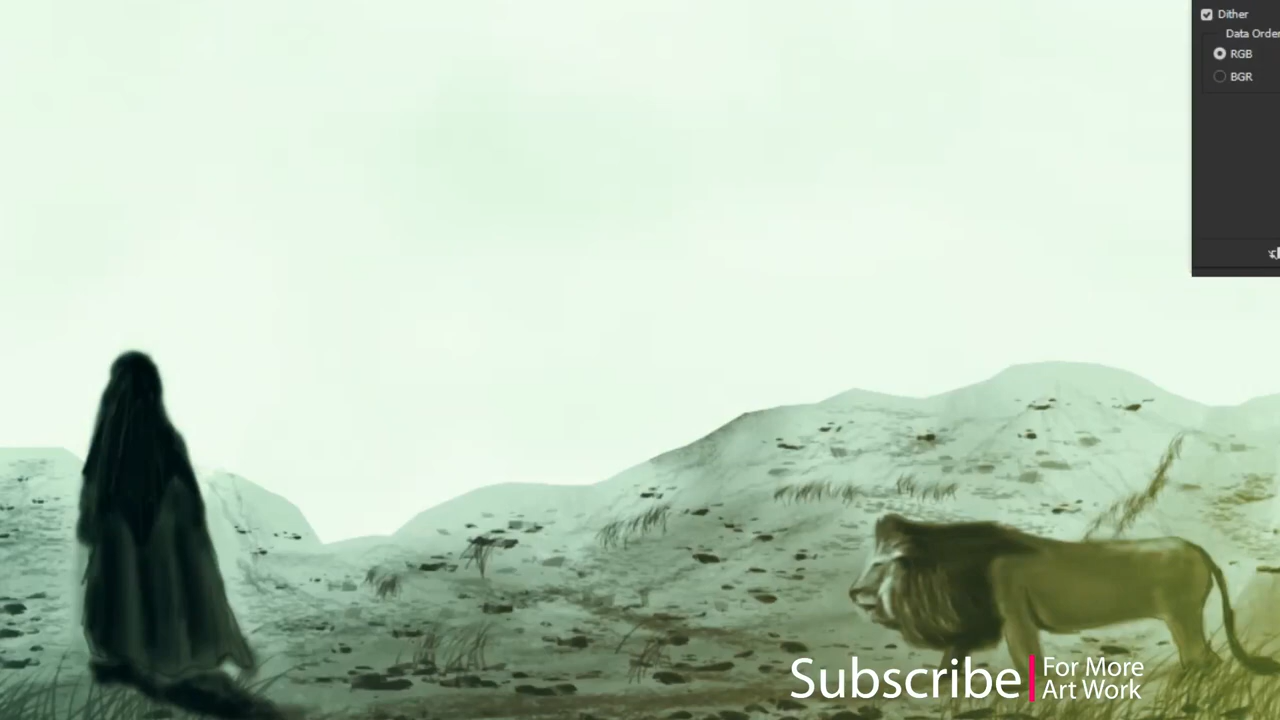 Dither
Data Order
RGB
BGR
Subscribe
For More
Art Work